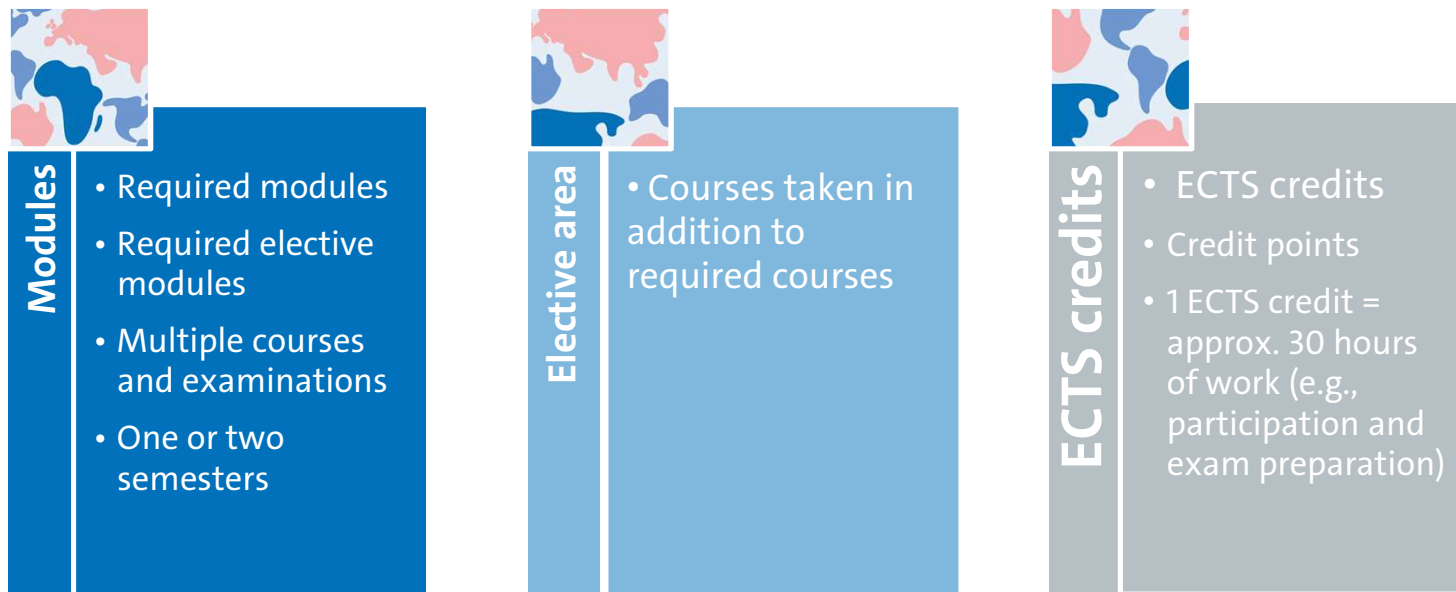 Modules
• Required modules
• Required elective
modules
• Multiple courses
and examinations
• One or two
semesters
Elective area
• Courses taken in
addition to
required courses
ECTS credits
• ECTS credits
• Credit points
• 1 ECTS credit =
approx. 30 hours
of work (e.g.,
participation and
exam preparation)